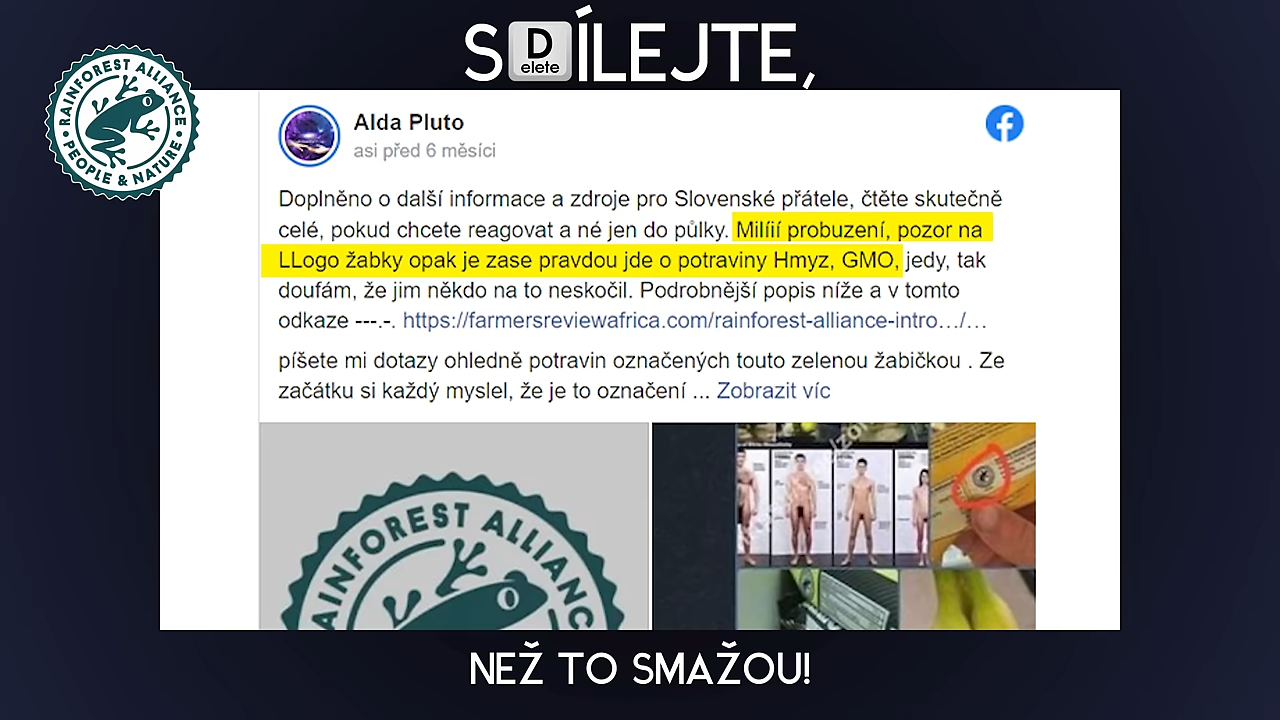 SDÍLEJTE,
elete
RAINFOREST ALLIANCE
PEOPLE & NATURE
Alda Pluto
asi před 6 měsíci
Doplněno o další informace a zdroje pro Slovenské přátele, čtěte skutečně
celé, pokud chcete reagovat a né jen do půlky. Milíií probuzení, pozor na
LLogo žabky opak je zase pravdou jde o potraviny Hmyz, GMO, jedy, tak
doufám, že jim někdo na to neskočil. Podrobnější popis níže a v tomto
odkaze ---.-. https://farmersreviewafrica.com/rainforest-alliance-intro…/…
píšete mi dotazy ohledně potravin označených touto zelenou žabičkou . Ze
začátku si každý myslel, že je to označení ... Zobrazit víc
RAINFOREST ALLIANC
NEŽ TO SMAŽOU!